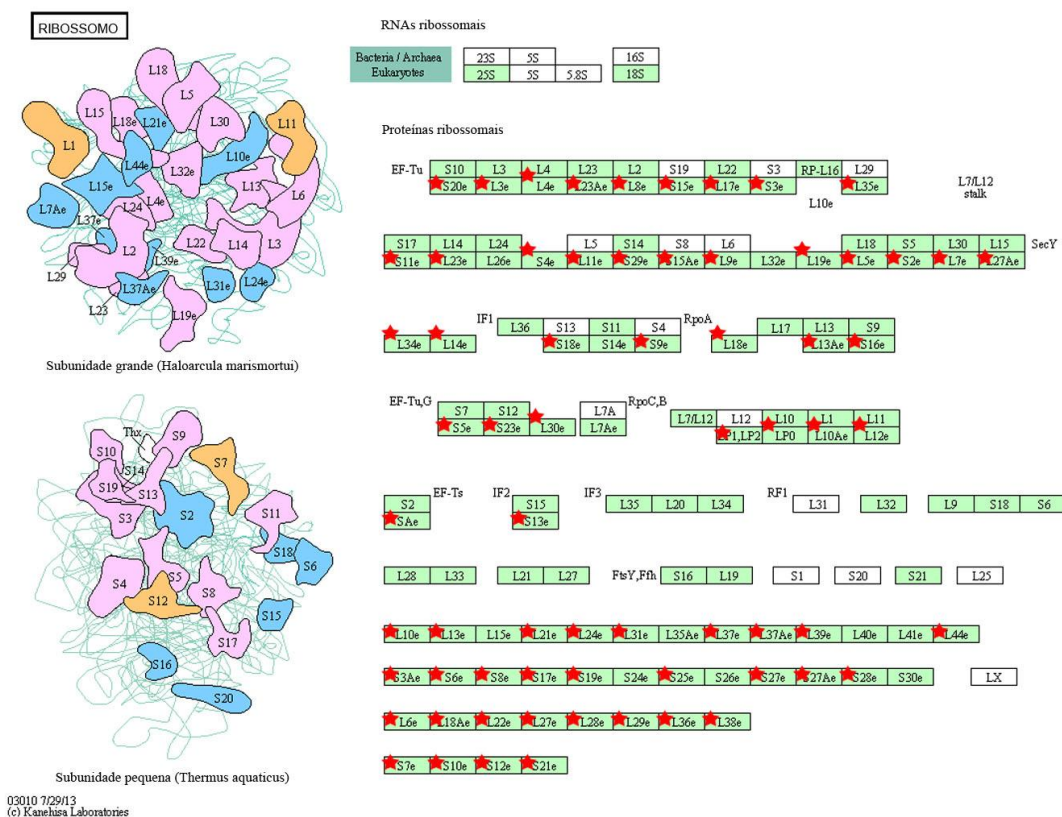 RIBOSSOMO
RNAs ribossomais
Bacteria / Archaea 23S 5S 16S
Eukaryotes 25S 5S 5.8S 18S
L18
L5
L15
L18e
L21e
L30
L11
L1
L44e
L10e
L32e
L15e
L13
L6
L7Ae
L4e
L24
L37e
L2
L22
L14
L3
L39e
L29
L37Ae
L31e
L24e
L23
L19e
Subunidade grande (Haloarcula marismortui)
Proteínas ribossomais
EF-Tu S10 L3 L4 L23 L2 S19 L22 S3 RP-L16 L29
S20e L3e L4e L23Ae L8e S15e L17e S3e L35e
L10e
L7/L12
stalk
S17 L14 L24 L5 S14 S8 L6 L18 S5 L30 L15 SecY
S11e L23e L26e S4e L11e S29e S15Ae L9e L32e L19e L5e S2e L7e L27Ae
IF1 L36 S13 S11 S4 RpoA L17 L13 S9
L34e L14e S18e S14e S9e L18e L13Ae S16e
EF-Tu,G S7 S12 L7A RpoC,B L7/L12 L12 L10 L1 L11
S5e S23e L30e L7Ae LP1,LP2 LP0 L10Ae L12e
S2 EF-Ts IF2 S15 IF3 L35 L20 L34 RF1 L31 L32 L9 S18 S6
SAe S13e
L28 L33 L21 L27 FtsY,Ffh S16 L19 S1 S20 S21 L25
L10e L13e L15e L21e L24e L31e L35Ae L37e L37Ae L39e L40e L41e L44e
S3Ae S6e S8e S17e S19e S24e S25e S26e S27e S27Ae S28e S30e LX
L6e L18Ae L22e L27e L28e L29e L36e L38e
S7e S10e S12e S21e
Thx
S9
S10
S14
S7
S19
S13
S3
S2
S11
S18
S6
S4
S5
S8
S12
S15
S17
S16
S20
Subunidade pequena (Thermus aquaticus)
03010 7/29/13
(c) Kanehisa Laboratories